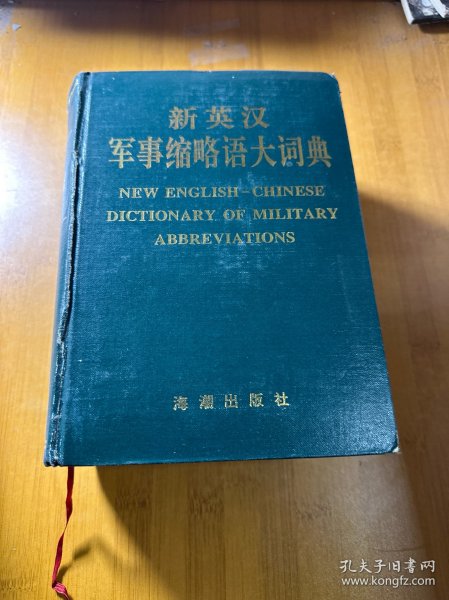 新英汉
军事缩略语大词典
NEW ENGLISH-CHINESE
DICTIONARY OF MILITARY
ABBREVIATIONS
海潮出版社
孔夫子旧书网
www.kongfz.com